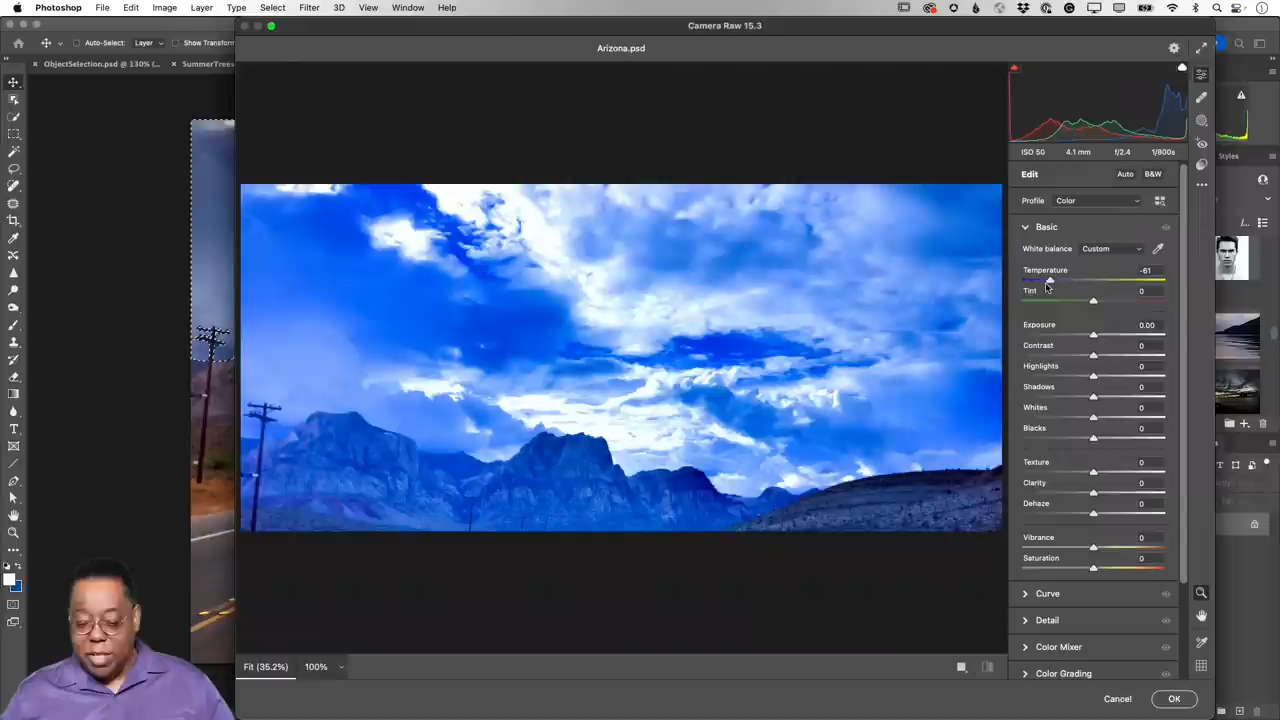 Photoshop File Edit Image Layer Type Select Filter 3D View Window Help
Camera Raw 15.3
Auto-Select: Layer Show Transform
Arizona.psd
ObjectSelection.psd @ 130% (...
SummerTrees
ISO 50 4.1 mm f/2.4 1/800s
Styles
Edit Auto B&W
Profile Color
Basic
White balance Custom
Temperature -61
Tint 0
Exposure 0.00
Contrast 0
Highlights 0
Shadows 0
Whites 0
Blacks 0
Texture 0
Clarity 0
Dehaze 0
Vibrance 0
Saturation 0
Curve
Detail
Color Mixer
Color Grading
Fit (35.2%) 100%
Cancel OK